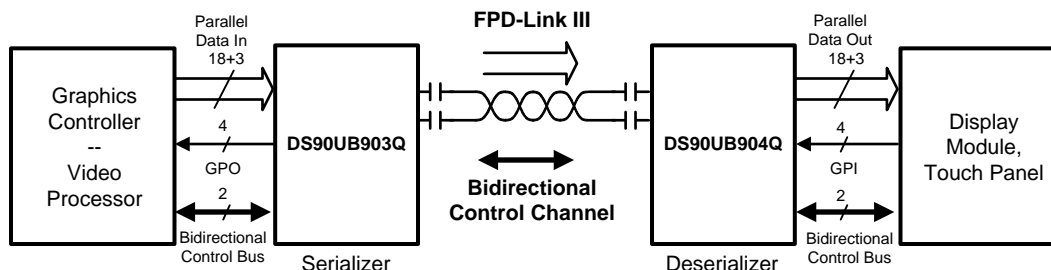 Graphics
Controller
--
Video
Processor
Parallel
Data In
18+3
4
GPO
2
Bidirectional
Control Bus
DS90UB903Q
Serializer
FPD-Link III
Bidirectional
Control Channel
DS90UB904Q
Deserializer
Parallel
Data Out
18+3
4
GPI
2
Bidirectional
Control Bus
Display
Module,
Touch Panel